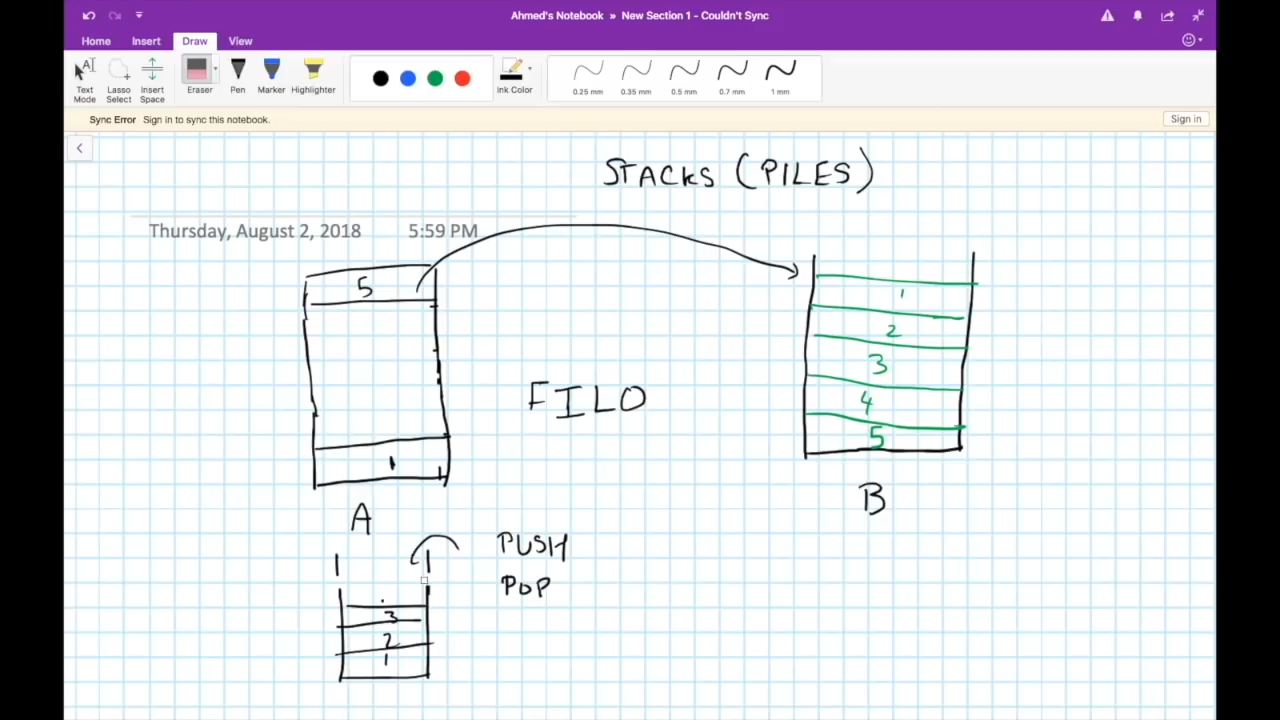 Ahmed's Notebook » New Section 1 - Couldn't Sync
Home Insert Draw View
Text Mode
Lasso Select
Insert Space
Eraser
Pen
Marker
Highlighter
Ink Color
0.25 mm 0.35 mm 0.5 mm 0.7 mm 1 mm
Sync Error Sign in to sync this notebook. Sign in
STACKS (PILES)
Thursday, August 2, 2018 5:59 PM
5
1
A
FILO
1
2
3
4
5
B
PUSH
POP
3
2
1